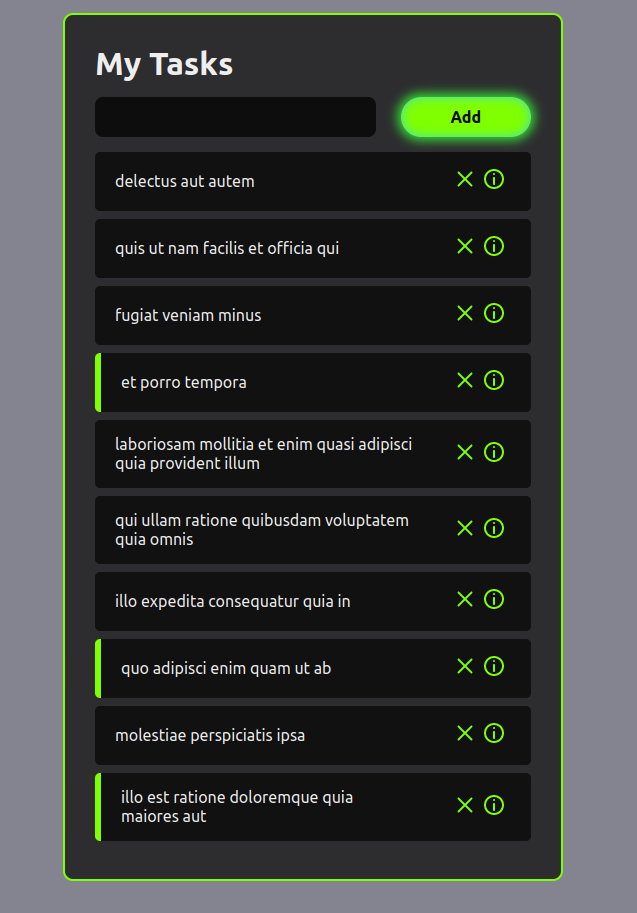 My Tasks
Add
delectus aut autem
quis ut nam facilis et officia qui
fugiat veniam minus
et porro tempora
laboriosam mollitia et enim quasi adipisci
quia provident illum
qui ullam ratione quibusdam voluptatem
quia omnis
illo expedita consequatur quia in
quo adipisci enim quam ut ab
molestiae perspiciatis ipsa
illo est ratione doloremque quia
maiores aut